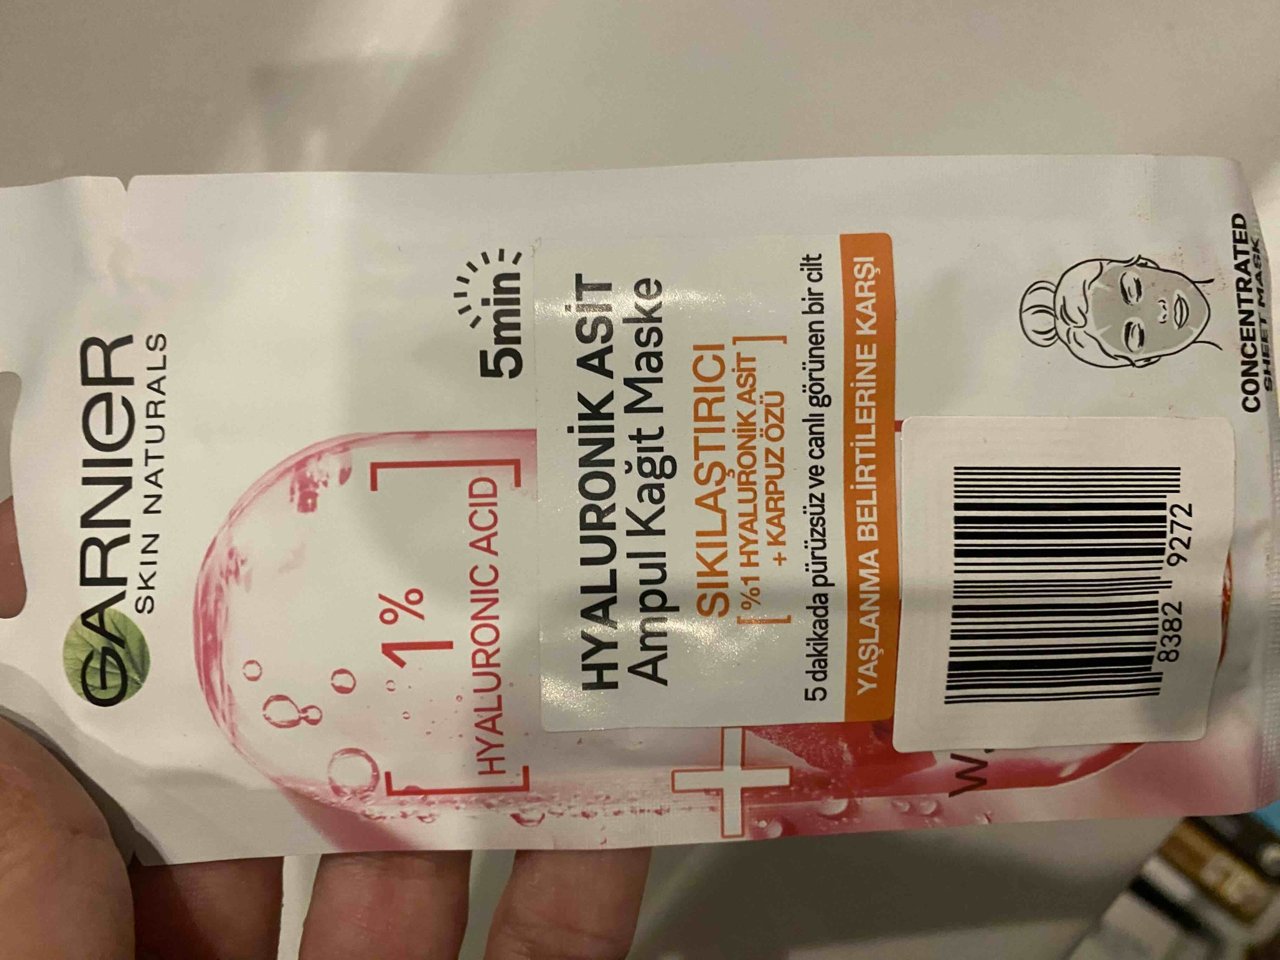 GARNIER
SKIN NATURALS
5min
1%
HYALURONIC ACID
HYALURONİK ASİT
Ampul Kağıt Maske
SIKILAŞTIRICI
[%1 HYALURONİK ASİT]
+ KARPUZ ÖZÜ
5 dakikada pürüzsüz ve canlı görünen bir cilt
YAŞLANMA BELİRTİLERİNE KARŞI
8382 9272
CONCENTRATED
SHEET MASK